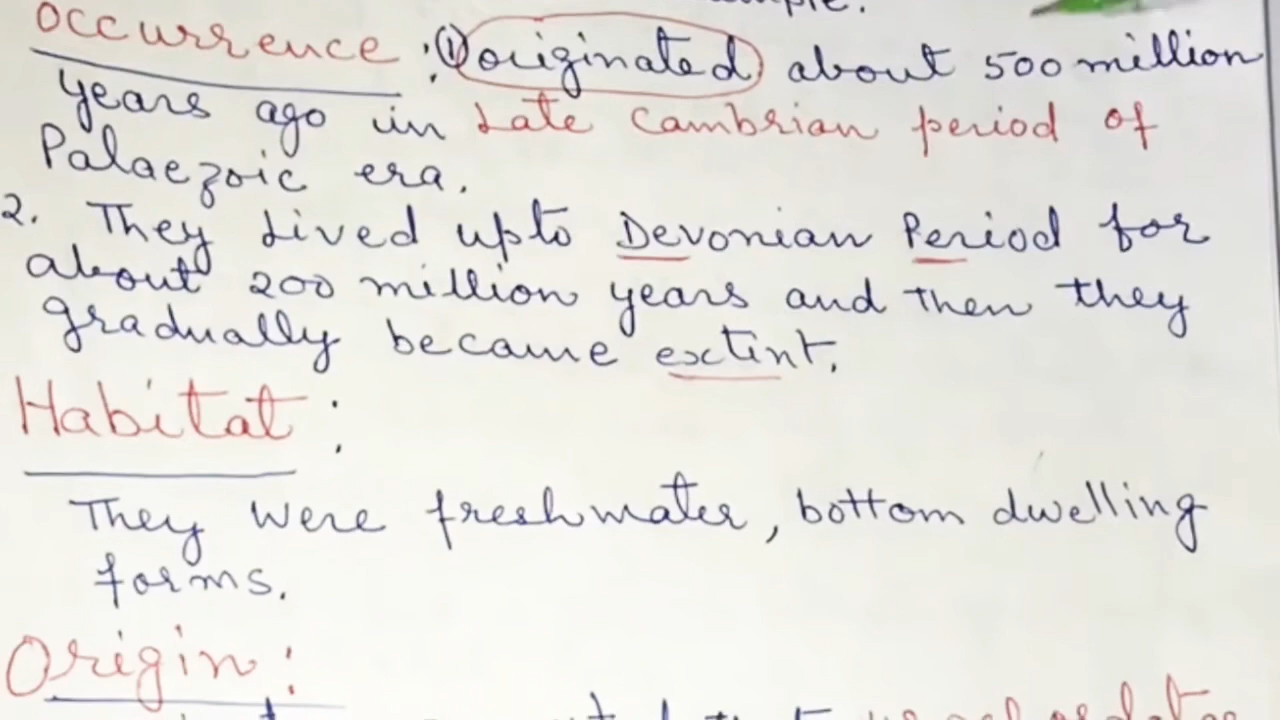 Occurrence : (1) originated about 500 million
years ago in Late Cambrian period of
Palaezoic era.
2. They lived upto Devonian Period for
about 200 million years and then they
gradually became extint.
Habitat :
They were freshwater, bottom dwelling
forms.
Origin :